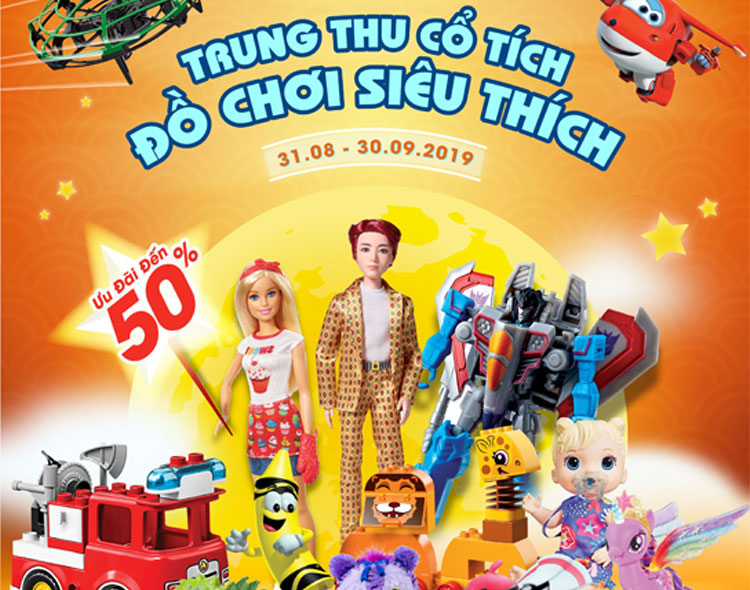 TRUNG THU CỔ TÍCH
ĐỒ CHƠI SIÊU THÍCH
31.08 - 30.09.2019
Ưu Đãi Đến
50%